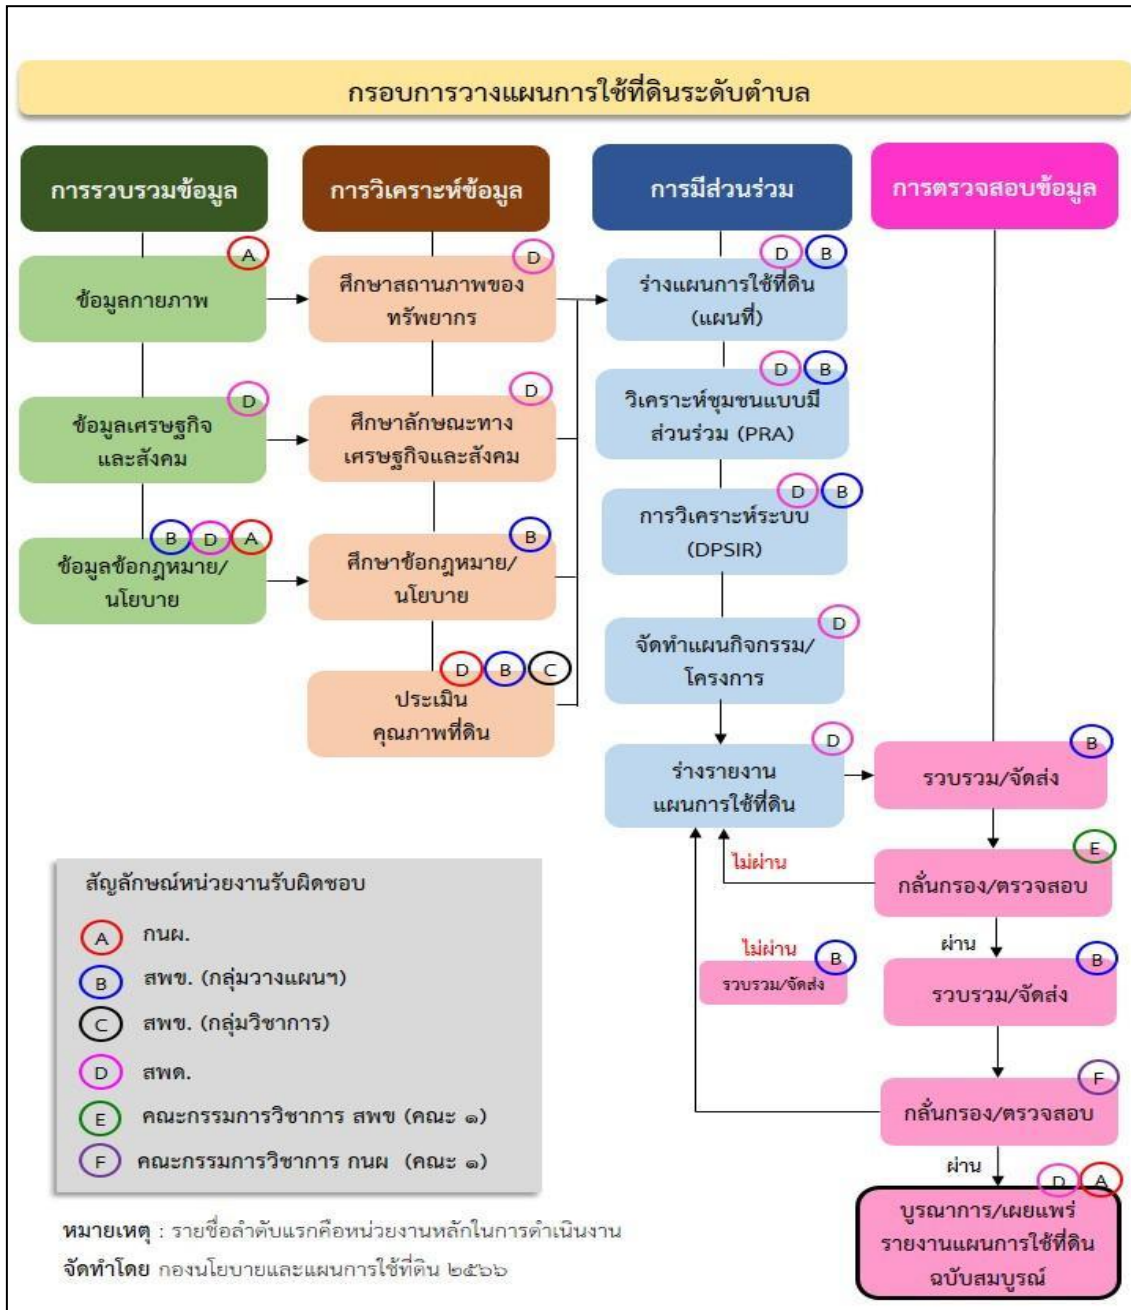 กรอบการวางแผนการใช้ที่ดินระดับตำบล
การรวบรวมข้อมูล
A
ข้อมูลกายภาพ
D
ข้อมูลเศรษฐกิจ
และสังคม
B D A
ข้อมูลข้อกฎหมาย/
นโยบาย
การวิเคราะห์ข้อมูล
D
ศึกษาสถานภาพของ
ทรัพยากร
D
ศึกษาลักษณะทาง
เศรษฐกิจและสังคม
B
ศึกษาข้อกฎหมาย/
นโยบาย
D B C
ประเมิน
คุณภาพที่ดิน
การมีส่วนร่วม
D B
ร่างแผนการใช้ที่ดิน
(แผนที่)
D B
วิเคราะห์ชุมชนแบบมี
ส่วนร่วม (PRA)
D B
การวิเคราะห์ระบบ
(DPSIR)
D
จัดทำแผนกิจกรรม/
โครงการ
D
ร่างรายงาน
แผนการใช้ที่ดิน
การตรวจสอบข้อมูล
B
รวบรวม/จัดส่ง
E
กลั่นกรอง/ตรวจสอบ
ไม่ผ่าน
ผ่าน
B
รวบรวม/จัดส่ง
ไม่ผ่าน
B
รวบรวม/จัดส่ง
F
กลั่นกรอง/ตรวจสอบ
ผ่าน
D A
บูรณาการ/เผยแพร่
รายงานแผนการใช้ที่ดิน
ฉบับสมบูรณ์
สัญลักษณ์หน่วยงานรับผิดชอบ
A กนผ.
B สพข. (กลุ่มวางแผนฯ)
C สพข. (กลุ่มวิชาการ)
D สพด.
E คณะกรรมการวิชาการ สพข (คณะ ๑)
F คณะกรรมการวิชาการ กนผ (คณะ ๑)
หมายเหตุ : รายชื่อลำดับแรกคือหน่วยงานหลักในการดำเนินงาน
จัดทำโดย กองนโยบายและแผนการใช้ที่ดิน ๒๕๖๖